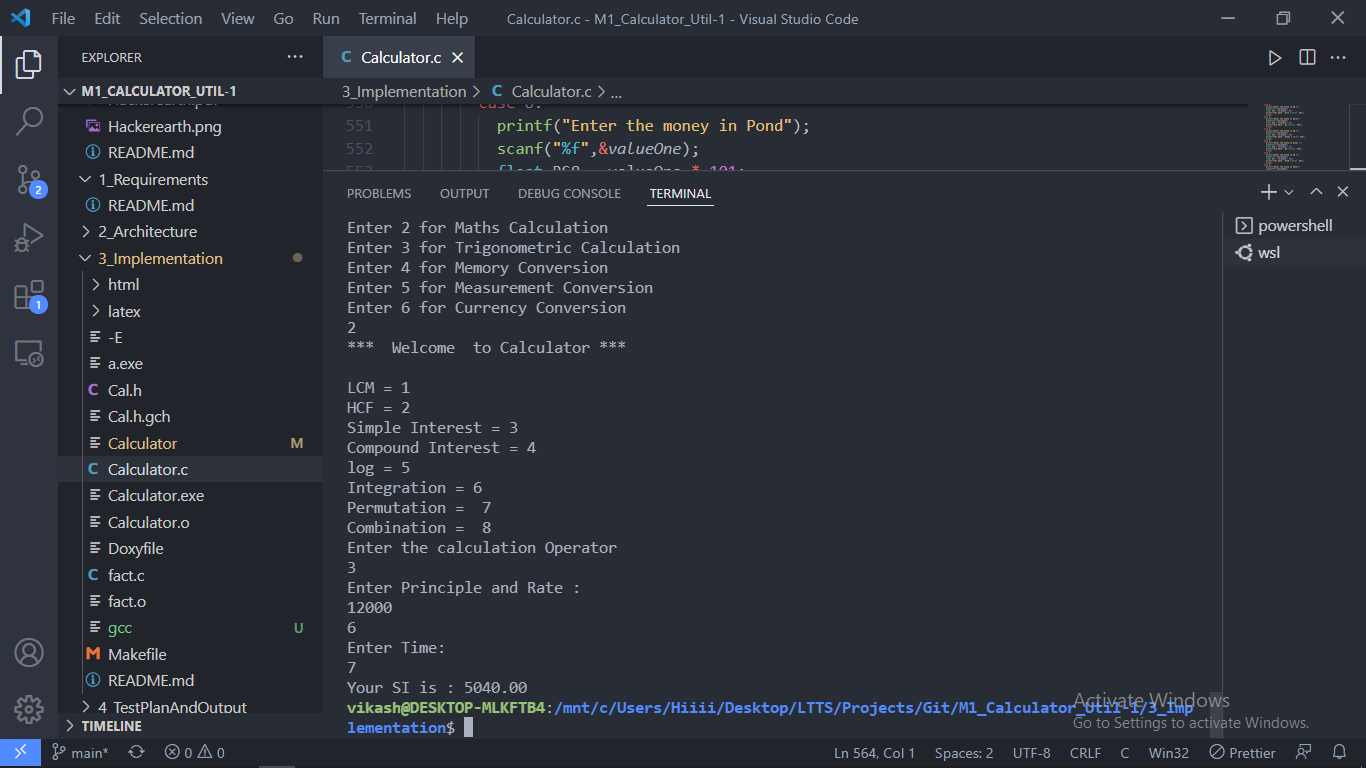 File Edit Selection View Go Run Terminal Help Calculator.c - M1_Calculator_Util-1 - Visual Studio Code
EXPLORER
Calculator.c
M1_CALCULATOR_UTIL-1
3_Implementation > C Calculator.c > ...
Hackerearth.png
README.md
1_Requirements
README.md
2_Architecture
3_Implementation
html
latex
-E
a.exe
C Cal.h
Cal.h.gch
Calculator M
C Calculator.c
Calculator.exe
Calculator.o
Doxyfile
C fact.c
fact.o
gcc U
M Makefile
README.md
4_TestPlanAndOutput
TIMELINE
2
1
551 printf("Enter the money in Pond");
552 scanf("%f",&valueOne);
PROBLEMS OUTPUT DEBUG CONSOLE TERMINAL
powershell
wsl
Enter 2 for Maths Calculation
Enter 3 for Trigonometric Calculation
Enter 4 for Memory Conversion
Enter 5 for Measurement Conversion
Enter 6 for Currency Conversion
2
*** Welcome to Calculator ***
LCM = 1
HCF = 2
Simple Interest = 3
Compound Interest = 4
log = 5
Integration = 6
Permutation = 7
Combination = 8
Enter the calculation Operator
3
Enter Principle and Rate :
12000
6
Enter Time:
7
Your SI is : 5040.00
vikash@DESKTOP-MLKFTB4:/mnt/c/Users/Hiiii/Desktop/LTTS/Projects/Git/M1_Calculator_Util-1/3_Imp
lementation$
Activate Windows
Go to Settings to activate Windows.
main* 0 0 Ln 564, Col 1 Spaces: 2 UTF-8 CRLF C Win32 Prettier